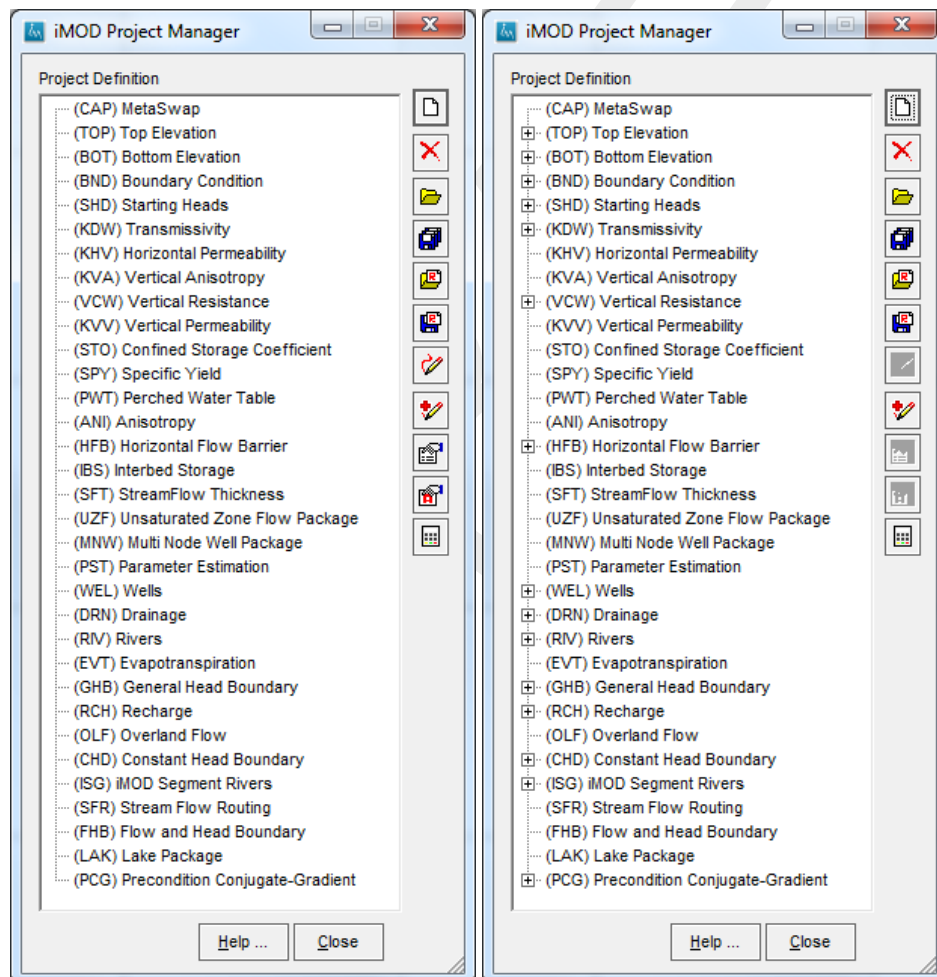 iMOD Project Manager
Project Definition
(CAP) MetaSwap
(TOP) Top Elevation
(BOT) Bottom Elevation
(BND) Boundary Condition
(SHD) Starting Heads
(KDW) Transmissivity
(KHV) Horizontal Permeability
(KVA) Vertical Anisotropy
(VCW) Vertical Resistance
(KVV) Vertical Permeability
(STO) Confined Storage Coefficient
(SPY) Specific Yield
(PWT) Perched Water Table
(ANI) Anisotropy
(HFB) Horizontal Flow Barrier
(IBS) Interbed Storage
(SFT) StreamFlow Thickness
(UZF) Unsaturated Zone Flow Package
(MNW) Multi Node Well Package
(PST) Parameter Estimation
(WEL) Wells
(DRN) Drainage
(RIV) Rivers
(EVT) Evapotranspiration
(GHB) General Head Boundary
(RCH) Recharge
(OLF) Overland Flow
(CHD) Constant Head Boundary
(ISG) iMOD Segment Rivers
(SFR) Stream Flow Routing
(FHB) Flow and Head Boundary
(LAK) Lake Package
(PCG) Precondition Conjugate-Gradient
Help ... Close
iMOD Project Manager
Project Definition
(CAP) MetaSwap
(TOP) Top Elevation
(BOT) Bottom Elevation
(BND) Boundary Condition
(SHD) Starting Heads
(KDW) Transmissivity
(KHV) Horizontal Permeability
(KVA) Vertical Anisotropy
(VCW) Vertical Resistance
(KVV) Vertical Permeability
(STO) Confined Storage Coefficient
(SPY) Specific Yield
(PWT) Perched Water Table
(ANI) Anisotropy
(HFB) Horizontal Flow Barrier
(IBS) Interbed Storage
(SFT) StreamFlow Thickness
(UZF) Unsaturated Zone Flow Package
(MNW) Multi Node Well Package
(PST) Parameter Estimation
(WEL) Wells
(DRN) Drainage
(RIV) Rivers
(EVT) Evapotranspiration
(GHB) General Head Boundary
(RCH) Recharge
(OLF) Overland Flow
(CHD) Constant Head Boundary
(ISG) iMOD Segment Rivers
(SFR) Stream Flow Routing
(FHB) Flow and Head Boundary
(LAK) Lake Package
(PCG) Precondition Conjugate-Gradient
Help ... Close